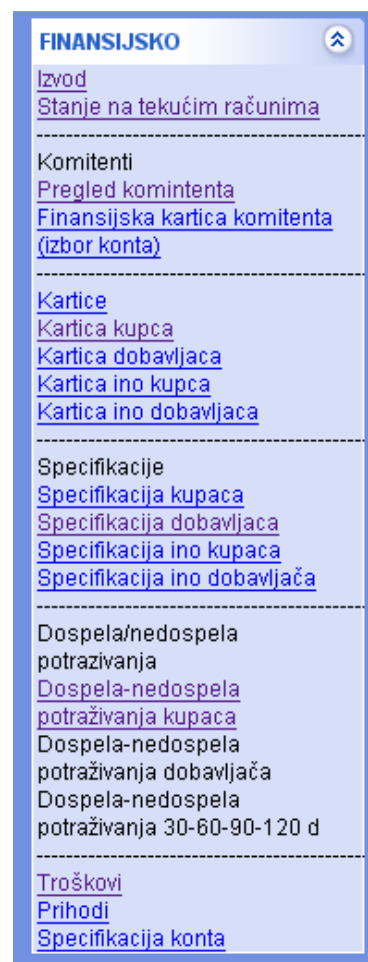 FINANSIJSKO
Izvod
Stanje na tekućim računima
Komitenti
Pregled komintenta
Finansijska kartica komitenta
(izbor konta)
Kartice
Kartica kupca
Kartica dobavljaca
Kartica ino kupca
Kartica ino dobavljaca
Specifikacije
Specifikacija kupaca
Specifikacija dobavljaca
Specifikacija ino kupaca
Specifikacija ino dobavljača
Dospela/nedospela
potrazivanja
Dospela-nedospela
potraživanja kupaca
Dospela-nedospela
potraživanja dobavljača
Dospela-nedospela
potraživanja 30-60-90-120 d
Troškovi
Prihodi
Specifikacija konta